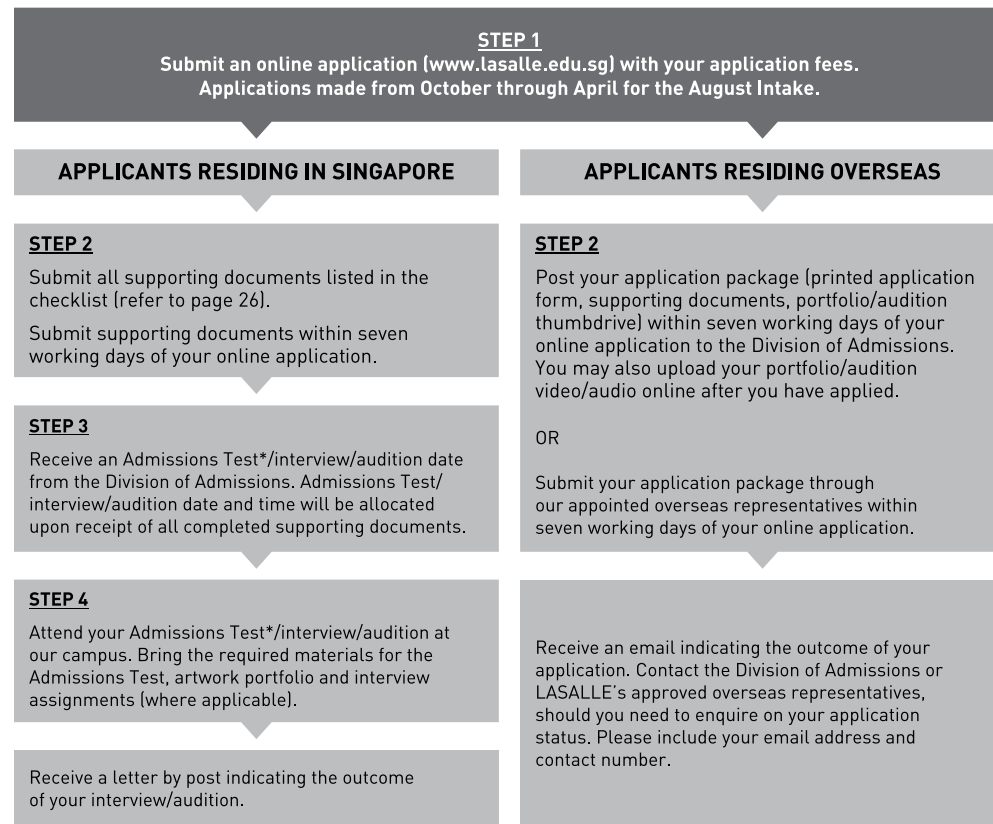 STEP 1
Submit an online application (www.lasalle.edu.sg) with your application fees.
Applications made from October through April for the August Intake.
APPLICANTS RESIDING IN SINGAPORE
STEP 2
Submit all supporting documents listed in the
checklist (refer to page 26).
Submit supporting documents within seven
working days of your online application.
STEP 3
Receive an Admissions Test*/interview/audition date
from the Division of Admissions. Admissions Test/
interview/audition date and time will be allocated
upon receipt of all completed supporting documents.
STEP 4
Attend your Admissions Test*/interview/audition at
our campus. Bring the required materials for the
Admissions Test, artwork portfolio and interview
assignments (where applicable).
Receive a letter by post indicating the outcome
of your interview/audition.
APPLICANTS RESIDING OVERSEAS
STEP 2
Post your application package (printed application
form, supporting documents, portfolio/audition
thumbdrive) within seven working days of your
online application to the Division of Admissions.
You may also upload your portfolio/audition
video/audio online after you have applied.
OR
Submit your application package through
our appointed overseas representatives within
seven working days of your online application.
Receive an email indicating the outcome of your
application. Contact the Division of Admissions or
LASALLE's approved overseas representatives,
should you need to enquire on your application
status. Please include your email address and
contact number.